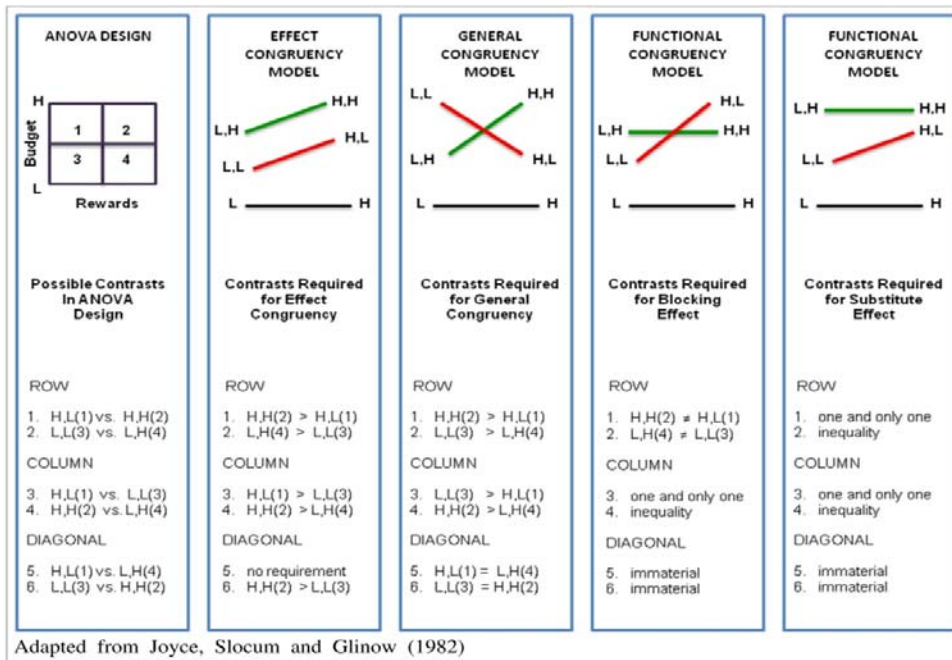 ANOVA DESIGN
H
Budget
1 2
3 4
L
Rewards
Possible Contrasts
In ANOVA
Design
ROW
1. H,L(1) vs. H,H(2)
2. L,L(3) vs. L,H(4)
COLUMN
3. H,L(1) vs. L,L(3)
4. H,H(2) vs.L,H(4)
DIAGONAL
5. H,L(1) vs. L,H(4)
6. L,L(3) vs. H,H(2)
EFFECT
CONGRUENCY
MODEL
H,H
L,H
H,L
L,L
L H
Contrasts Required
for Effect
Congruency
ROW
1. H,H(2) > H,L(1)
2. L,H(4) > L,L(3)
COLUMN
3. H,L(1) > L,L(3)
4. H,H(2) >L,H(4)
DIAGONAL
5. no requirement
6. H,H(2) >L,L(3)
GENERAL
CONGRUENCY
MODEL
L,L H,H
L,H H,L
L H
Contrasts Required
for General
Congruency
ROW
1. H,H(2) > H,L(1)
2. L,L(3) > L,H(4)
COLUMN
3. L,L(3) > H,L(1)
4. H,H(2) >L,H(4)
DIAGONAL
5. H,L(1) = L,H(4)
6. L,L(3) = H,H(2)
FUNCTIONAL
CONGRUENCY
MODEL
H,L
L,H H,H
L,L
L H
Contrasts Required
for Blocking
Effect
ROW
1. H,H(2) ≠ H,L(1)
2. L,H(4) ≠ L,L(3)
COLUMN
3. one and only one
4. inequality
DIAGONAL
5. immaterial
6. immaterial
FUNCTIONAL
CONGRUENCY
MODEL
L,H H,H
H,L
L,L
L H
Contrasts Required
for Substitute
Effect
ROW
1. one and only one
2. inequality
COLUMN
3. one and only one
4. inequality
DIAGONAL
5. immaterial
6. immaterial
Adapted from Joyce, Slocum and Glinow (1982)